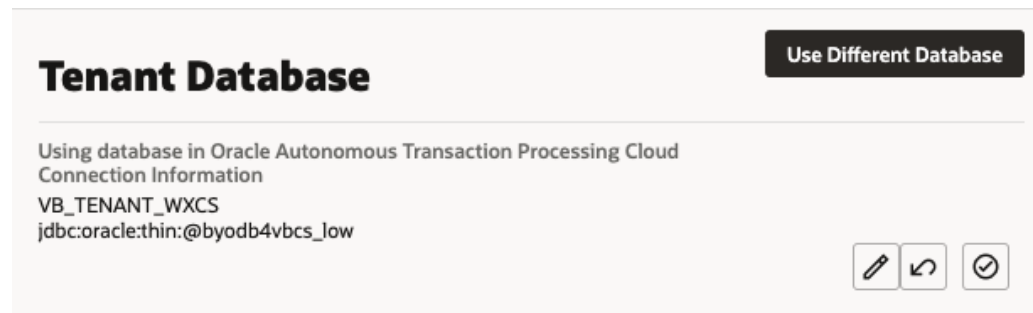 Tenant Database
Use Different Database
Using database in Oracle Autonomous Transaction Processing Cloud
Connection Information
VB_TENANT_WXCS
jdbc:oracle:thin:@byodb4vbcs_low